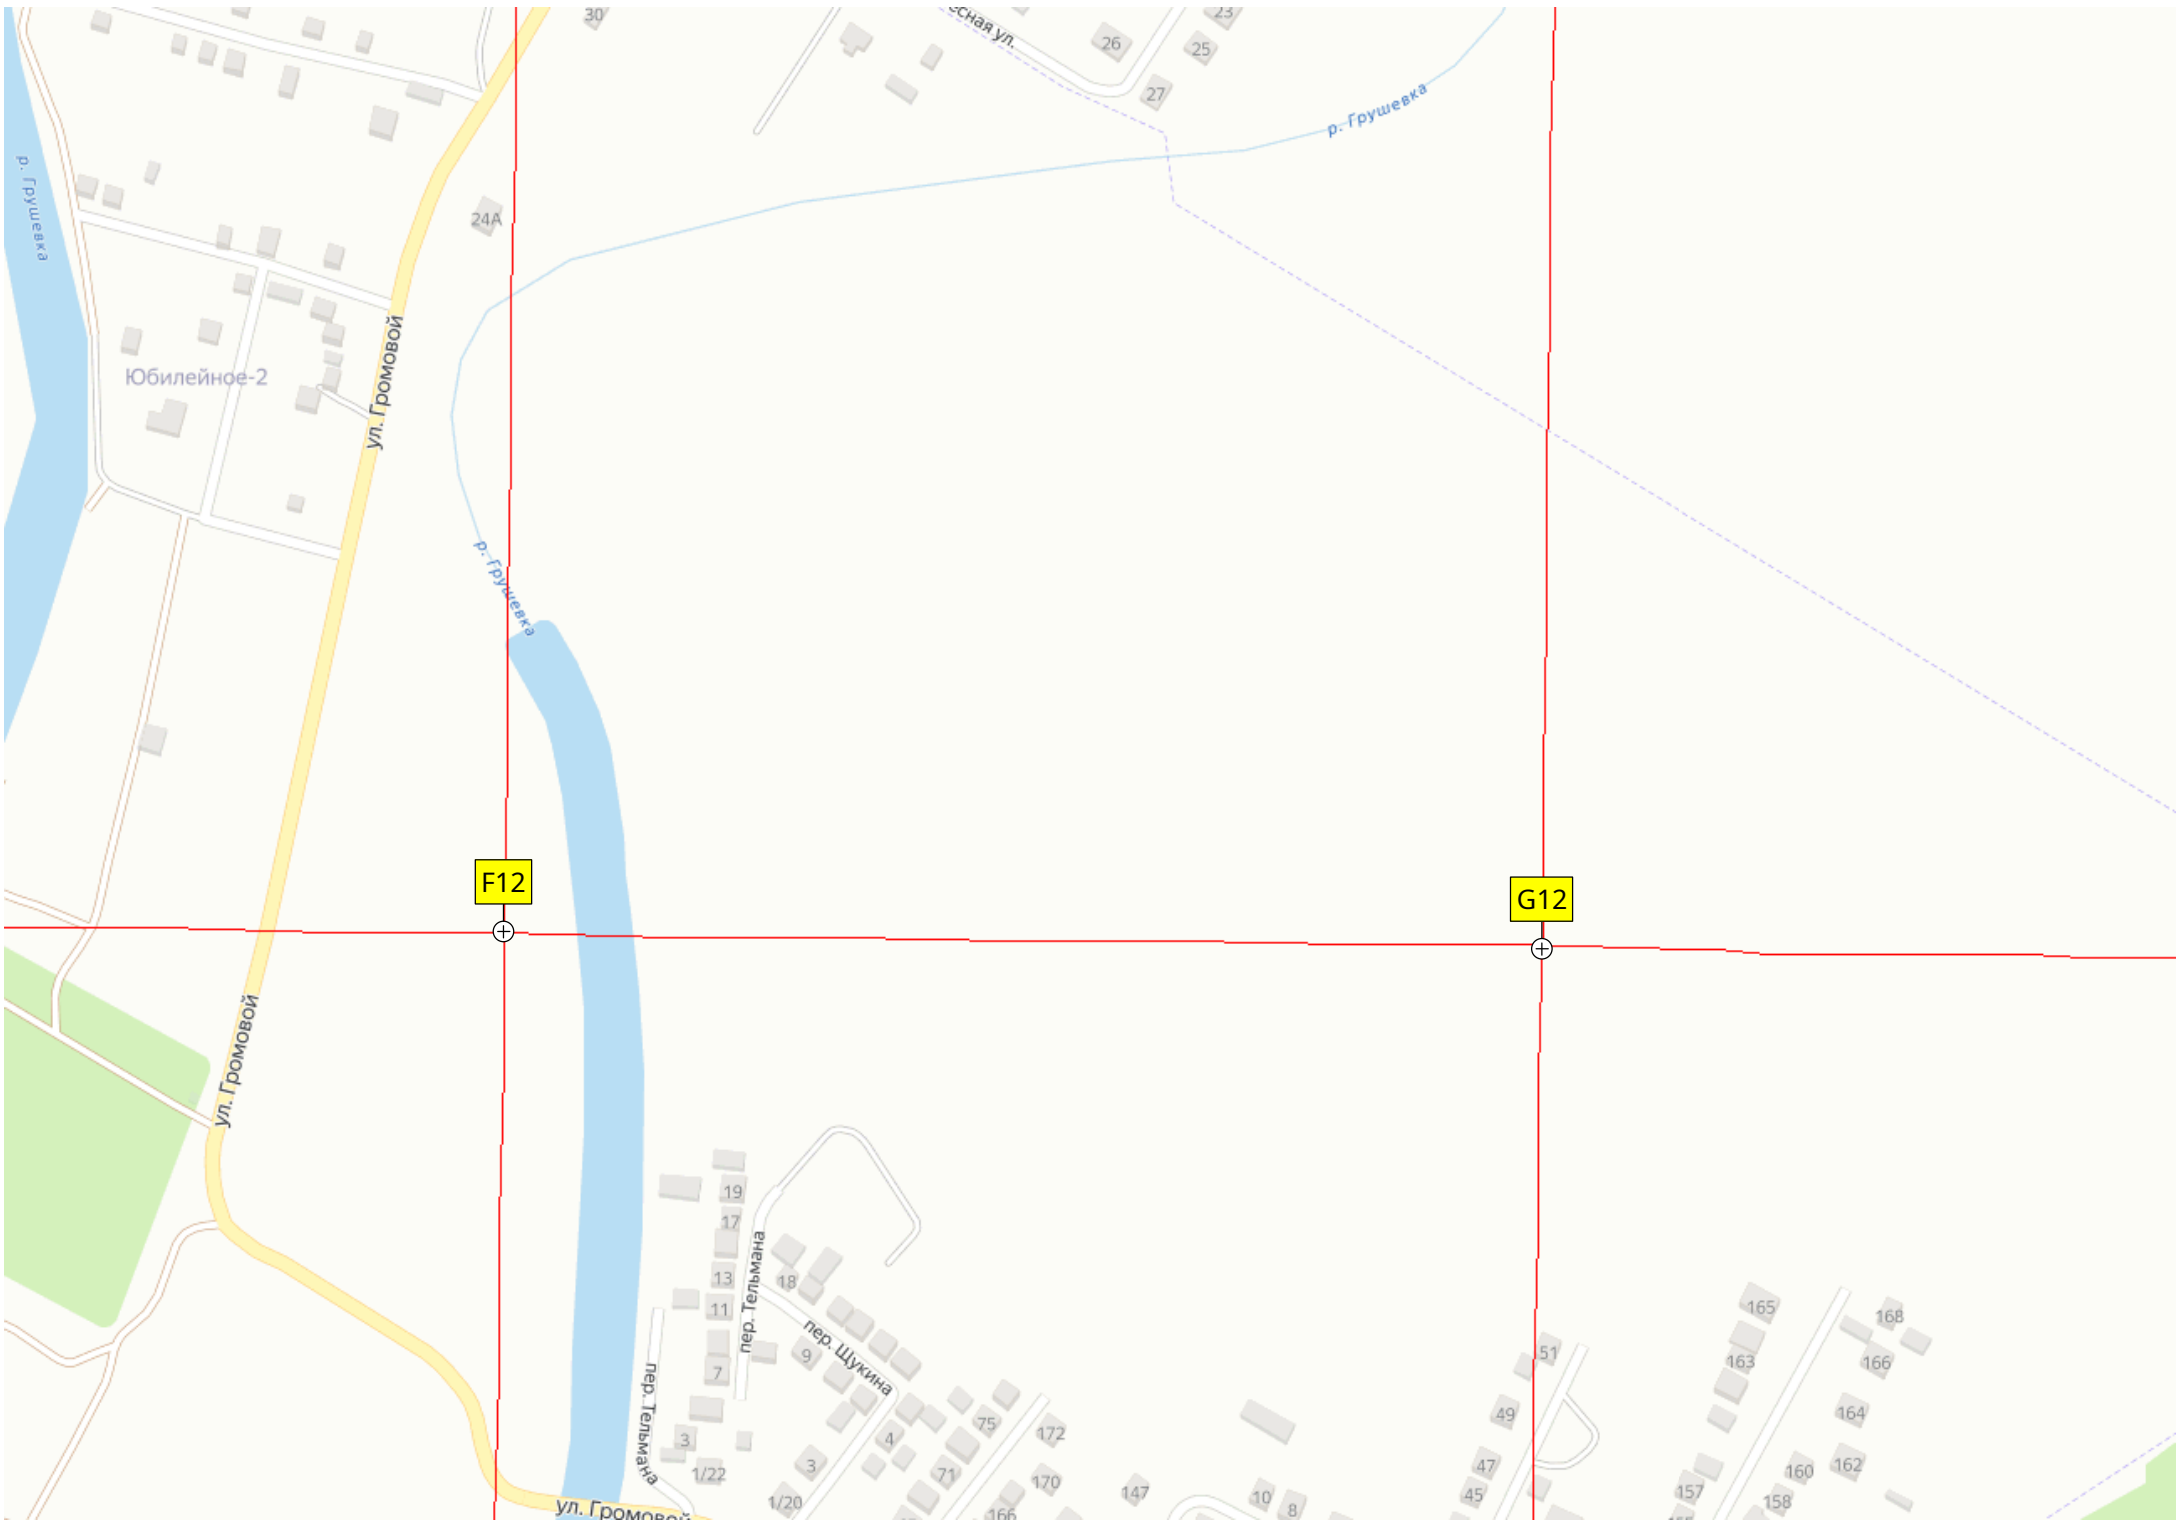 30
есная ул.
23
26
25
27
р. Грушевка
р. Грушевка
24А
ул. Громовой
Юбилейное-2
р. Грушевка
F12
G12
ул. Громовой
19
17
13
11
7
3
1/22
пер. Тельмана
пер. Тельмана
18
пер. Щукина
9
4
3
1/20
75
71
172
170
166
147
10
8
51
49
47
45
165
163
157
168
166
164
162
160
158
ул. Громовой